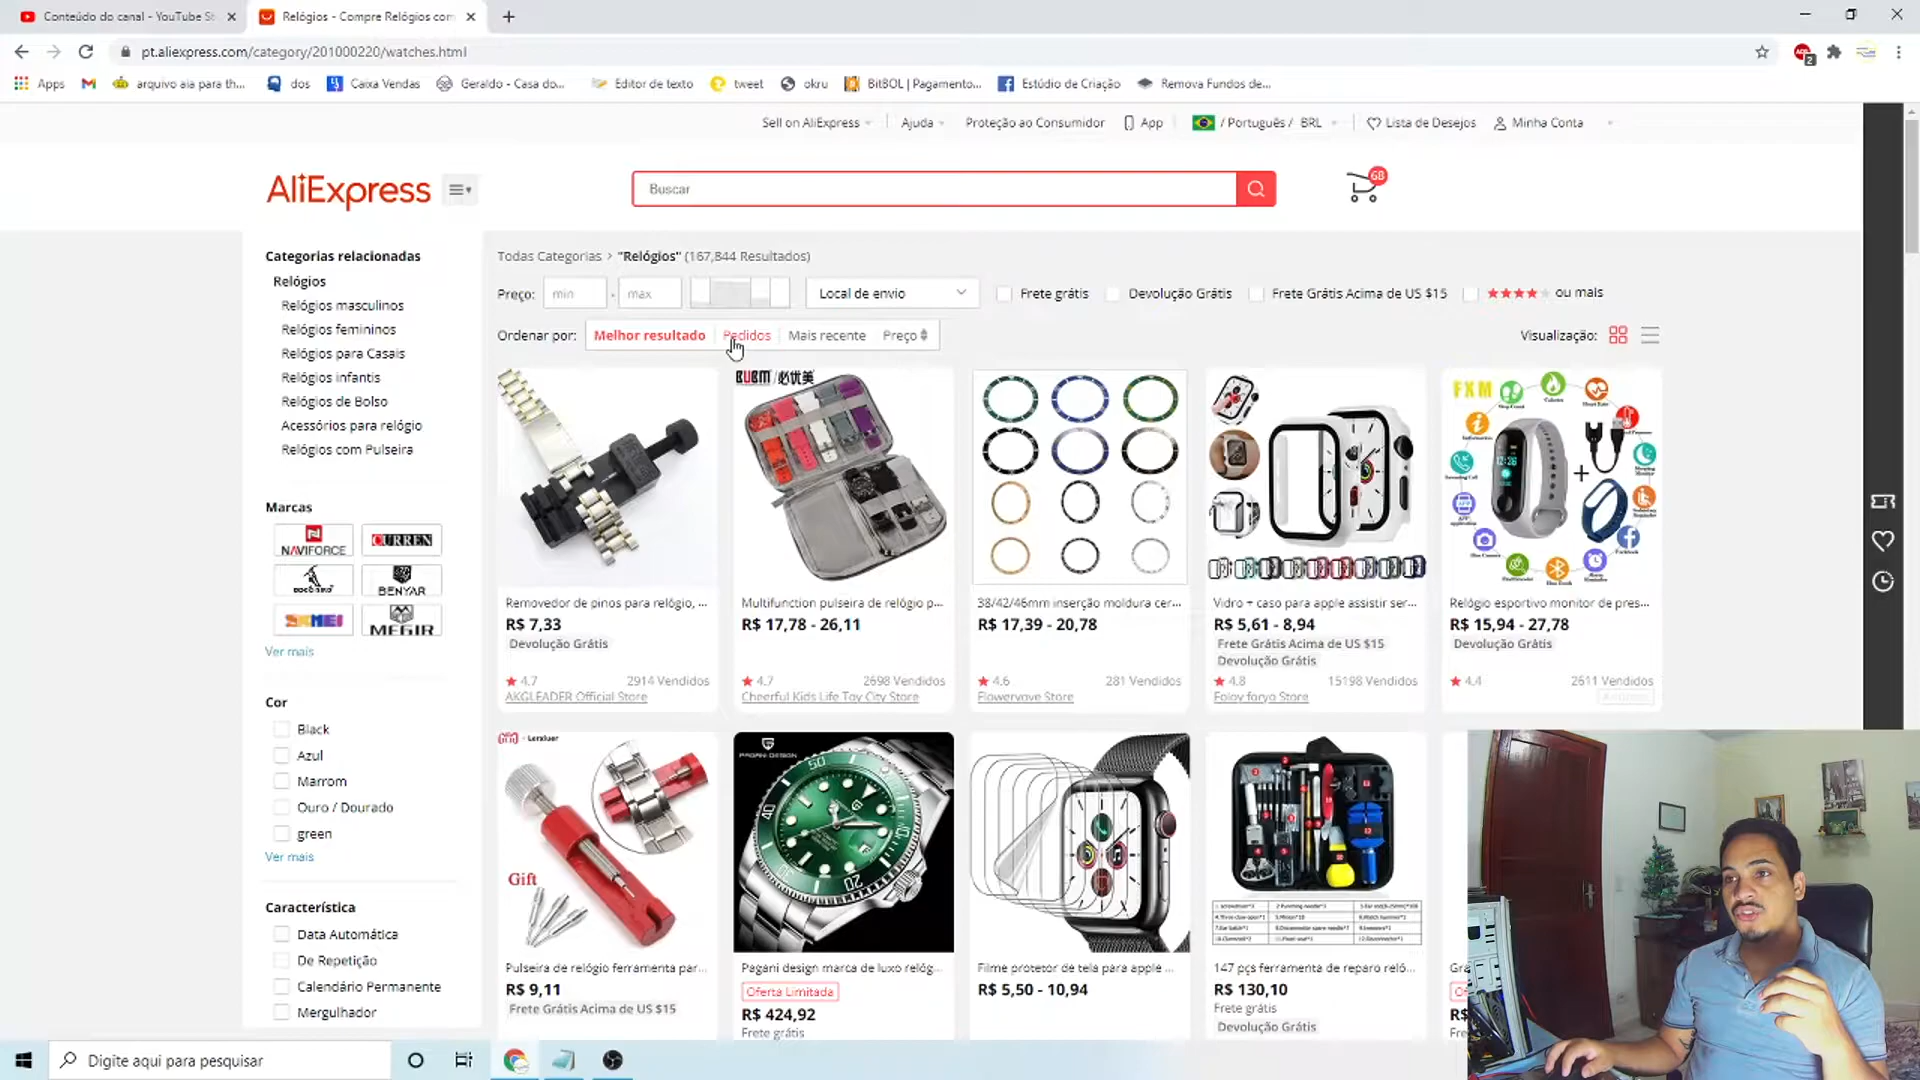 Conteúdo do canal - YouTube St
Relógios - Compre Relógios com
pt.aliexpress.com/category/201000220/watches.html
2
Apps
arquivo aia para th...
dos
Caixa Vendas
Geraldo - Casa do...
Editor de texto
tweet
okru
BitBOL | Pagamento...
Estúdio de Criação
Remova Fundos de...
Sell on AliExpress
Ajuda
Proteção ao Consumidor
App
/ Português / BRL
Lista de Desejos
Minha Conta
AliExpress
Buscar
68
Categorias relacionadas
Relógios
Relógios masculinos
Relógios femininos
Relógios para Casais
Relógios infantis
Relógios de Bolso
Acessórios para relógio
Relógios com Pulseira
Marcas
NAVIFORCE
CURREN
BENYAR
SKMEI
MEGIR
Ver mais
Cor
Black
Azul
Marrom
Ouro / Dourado
green
Ver mais
Característica
Data Automática
De Repetição
Calendário Permanente
Mergulhador
Todas Categorias > "Relógios" (167,844 Resultados)
Preço: min - max
Local de envio
Frete grátis
Devolução Grátis
Frete Grátis Acima de US $15
ou mais
Ordenar por: Melhor resultado Pedidos Mais recente Preço
Visualização:
Removedor de pinos para relógio, ...
R$ 7,33
Devolução Grátis
4.7 2914 Vendidos
AKGLEADER Official Store
BUBM/必优美
Multifunction pulseira de relógio p...
R$ 17,78 - 26,11
4.7 2698 Vendidos
Cheerful Kids Life Toy City Store
38/42/46mm inserção moldura cer...
R$ 17,39 - 20,78
4.6 281 Vendidos
Flowervave Store
Vidro + caso para apple assistir ser...
R$ 5,61 - 8,94
Frete Grátis Acima de US $15
Devolução Grátis
4.8 15198 Vendidos
Foloy foryo Store
FXM
Relógio esportivo monitor de pres...
R$ 15,94 - 27,78
Devolução Grátis
4.4 2611 Vendidos
Gift
Pulseira de relógio ferramenta par...
R$ 9,11
Frete Grátis Acima de US $15
PAGANI DESIGN
Pagani design marca de luxo relóg...
Oferta Limitada
R$ 424,92
Frete grátis
Filme protetor de tela para apple ...
R$ 5,50 - 10,94
147 pçs ferramenta de reparo reló...
R$ 130,10
Frete grátis
Devolução Grátis
Digite aqui para pesquisar